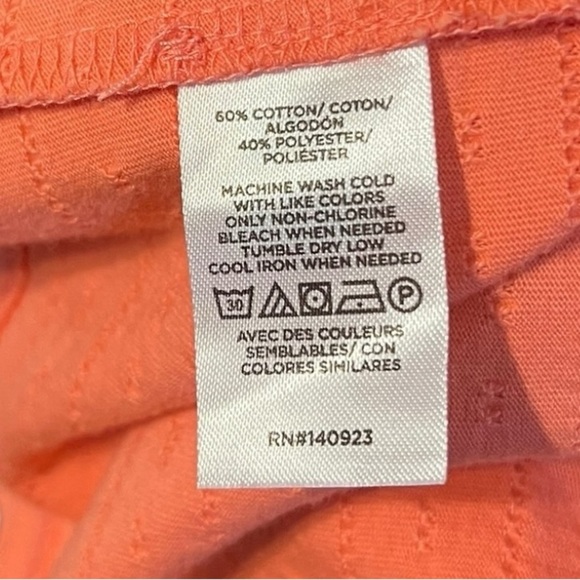 60% COTTON/ COTON/
ALGODÓN
40% POLYESTER/
POLIÉSTER
MACHINE WASH COLD
WITH LIKE COLORS
ONLY NON-CHLORINE
BLEACH WHEN NEEDED
TUMBLE DRY LOW
COOL IRON WHEN NEEDED
30 P
AVEC DES COULEURS
SEMBLABLES/ CON
COLORES SIMILARES
RN#140923